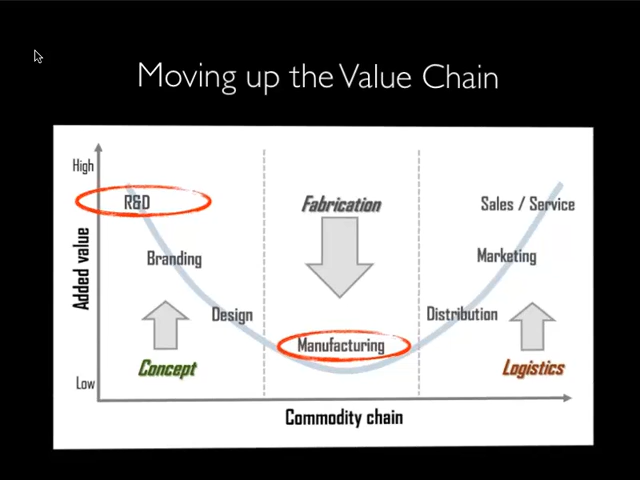 Moving up the Value Chain
High
R&D
Fabrication
Sales / Service
Added value
Branding
Marketing
Design
Distribution
Manufacturing
Concept
Logistics
Low
Commodity chain